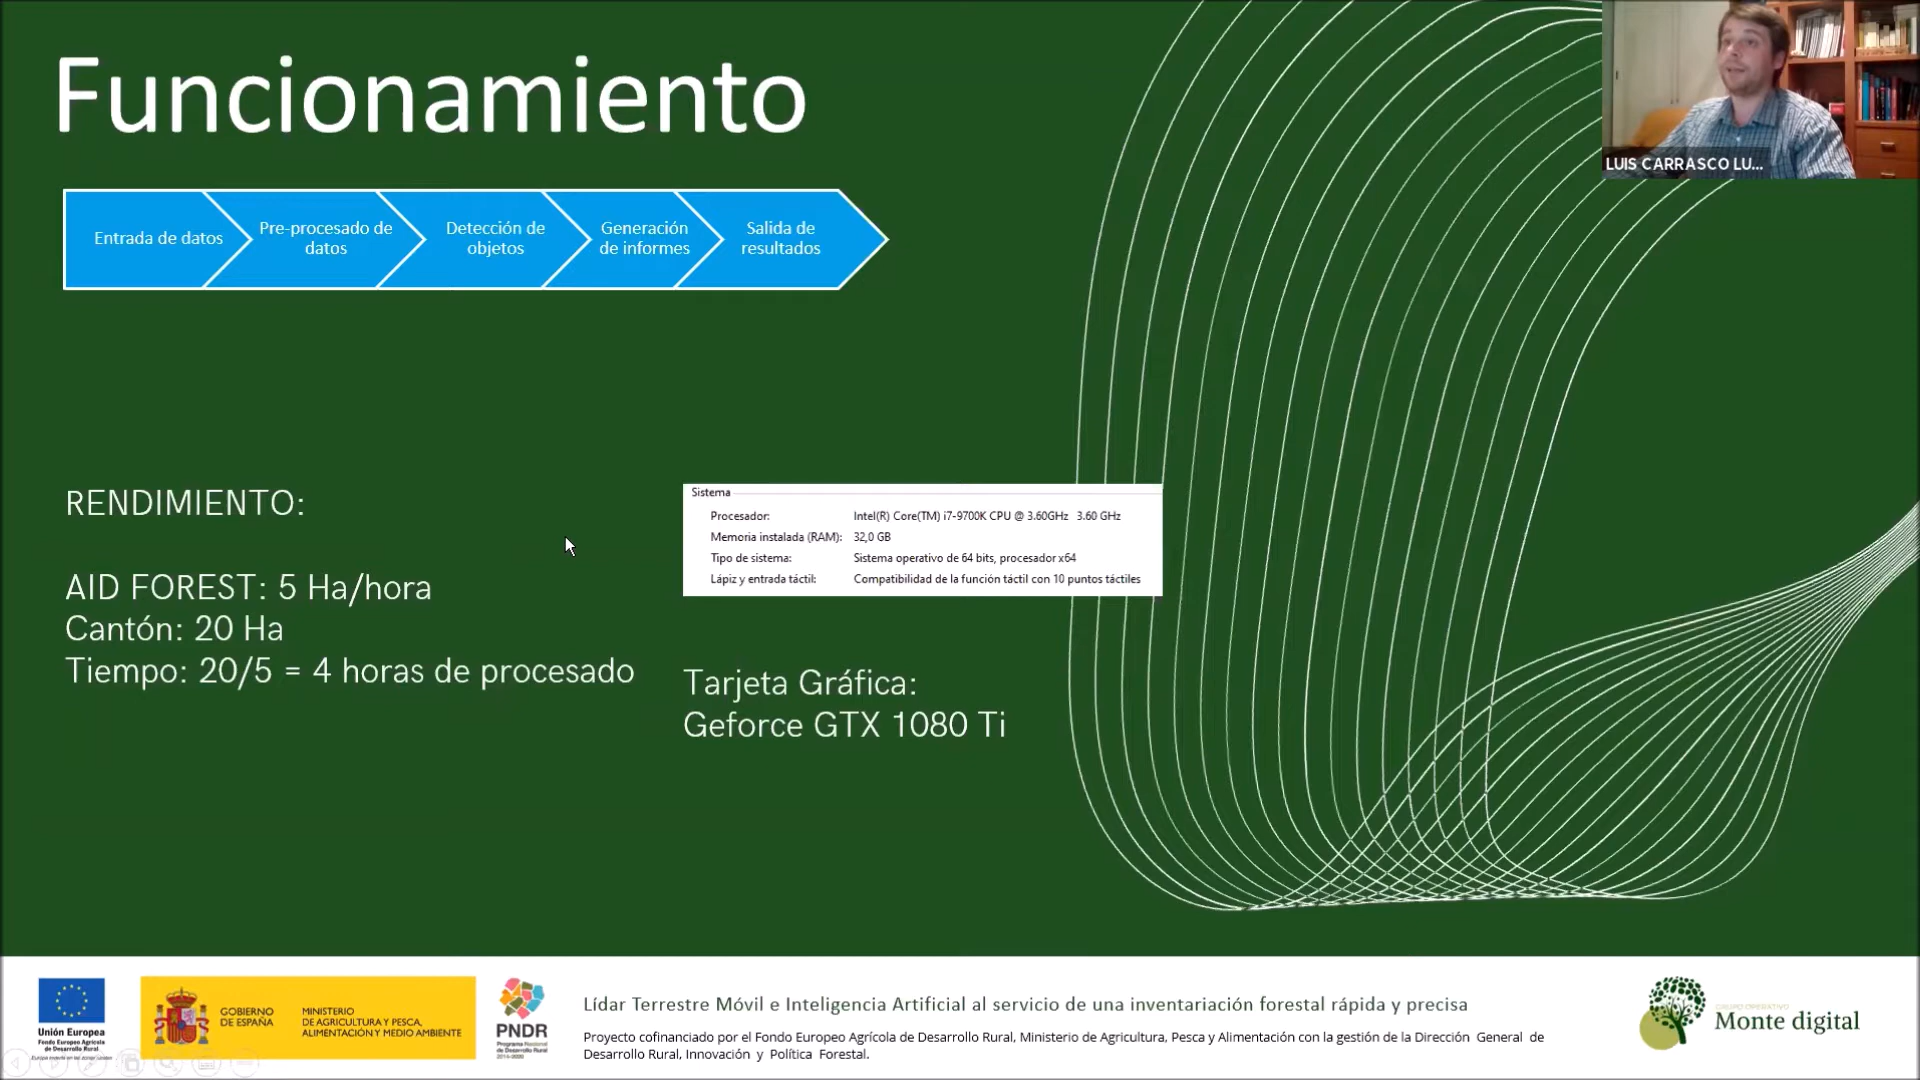 Funcionamiento
LUIS CARRASCO LU...
Entrada de datos
Pre-procesado de
datos
Detección de
objetos
Generación
de informes
Salida de
resultados
RENDIMIENTO:
AID FOREST: 5 Ha/hora
Cantón: 20 Ha
Tiempo: 20/5 = 4 horas de procesado
Sistema
Procesador: Intel(R) Core(TM) i7-9700K CPU @ 3.60GHz 3.60 GHz
Memoria instalada (RAM): 32,0 GB
Tipo de sistema: Sistema operativo de 64 bits, procesador x64
Lápiz y entrada táctil: Compatibilidad de la función táctil con 10 puntos táctiles
Tarjeta Gráfica:
Geforce GTX 1080 Ti
Unión Europea
Fondo Europeo Agrícola
de Desarrollo Rural
Europa invierte en las zonas rurales
GOBIERNO
DE ESPAÑA
MINISTERIO
DE AGRICULTURA Y PESCA,
ALIMENTACIÓN Y MEDIO AMBIENTE
PNDR
Programa Nacional
de Desarrollo Rural
2014-2020
Lídar Terrestre Móvil e Inteligencia Artificial al servicio de una inventariación forestal rápida y precisa
Proyecto cofinanciado por el Fondo Europeo Agrícola de Desarrollo Rural, Ministerio de Agricultura, Pesca y Alimentación con la gestión de la Dirección General de
Desarrollo Rural, Innovación y Política Forestal.
GRUPO OPERATIVO
Monte digital